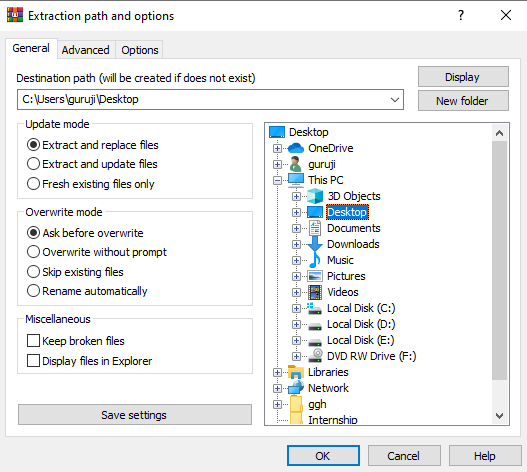 Extraction path and options
General Advanced Options
Destination path (will be created if does not exist)
Display
C:\Users\guruji\Desktop
New folder
Update mode
Extract and replace files
Extract and update files
Fresh existing files only
Overwrite mode
Ask before overwrite
Overwrite without prompt
Skip existing files
Rename automatically
Miscellaneous
Keep broken files
Display files in Explorer
Save settings
Desktop
OneDrive
guruji
This PC
3D Objects
Desktop
Documents
Downloads
Music
Pictures
Videos
Local Disk (C:)
Local Disk (D:)
Local Disk (E:)
DVD RW Drive (F:)
Libraries
Network
ggh
Internship
OK Cancel Help